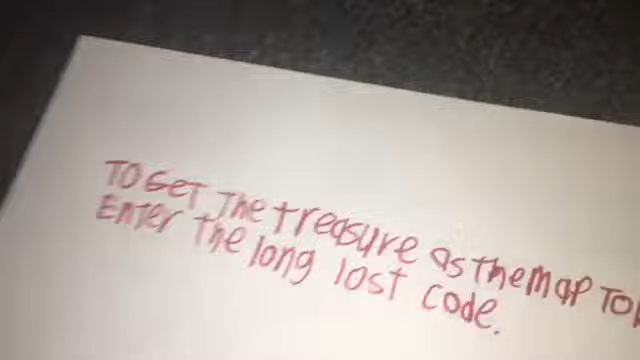 TO GET The treasure as the map
ENTer The long lost code.